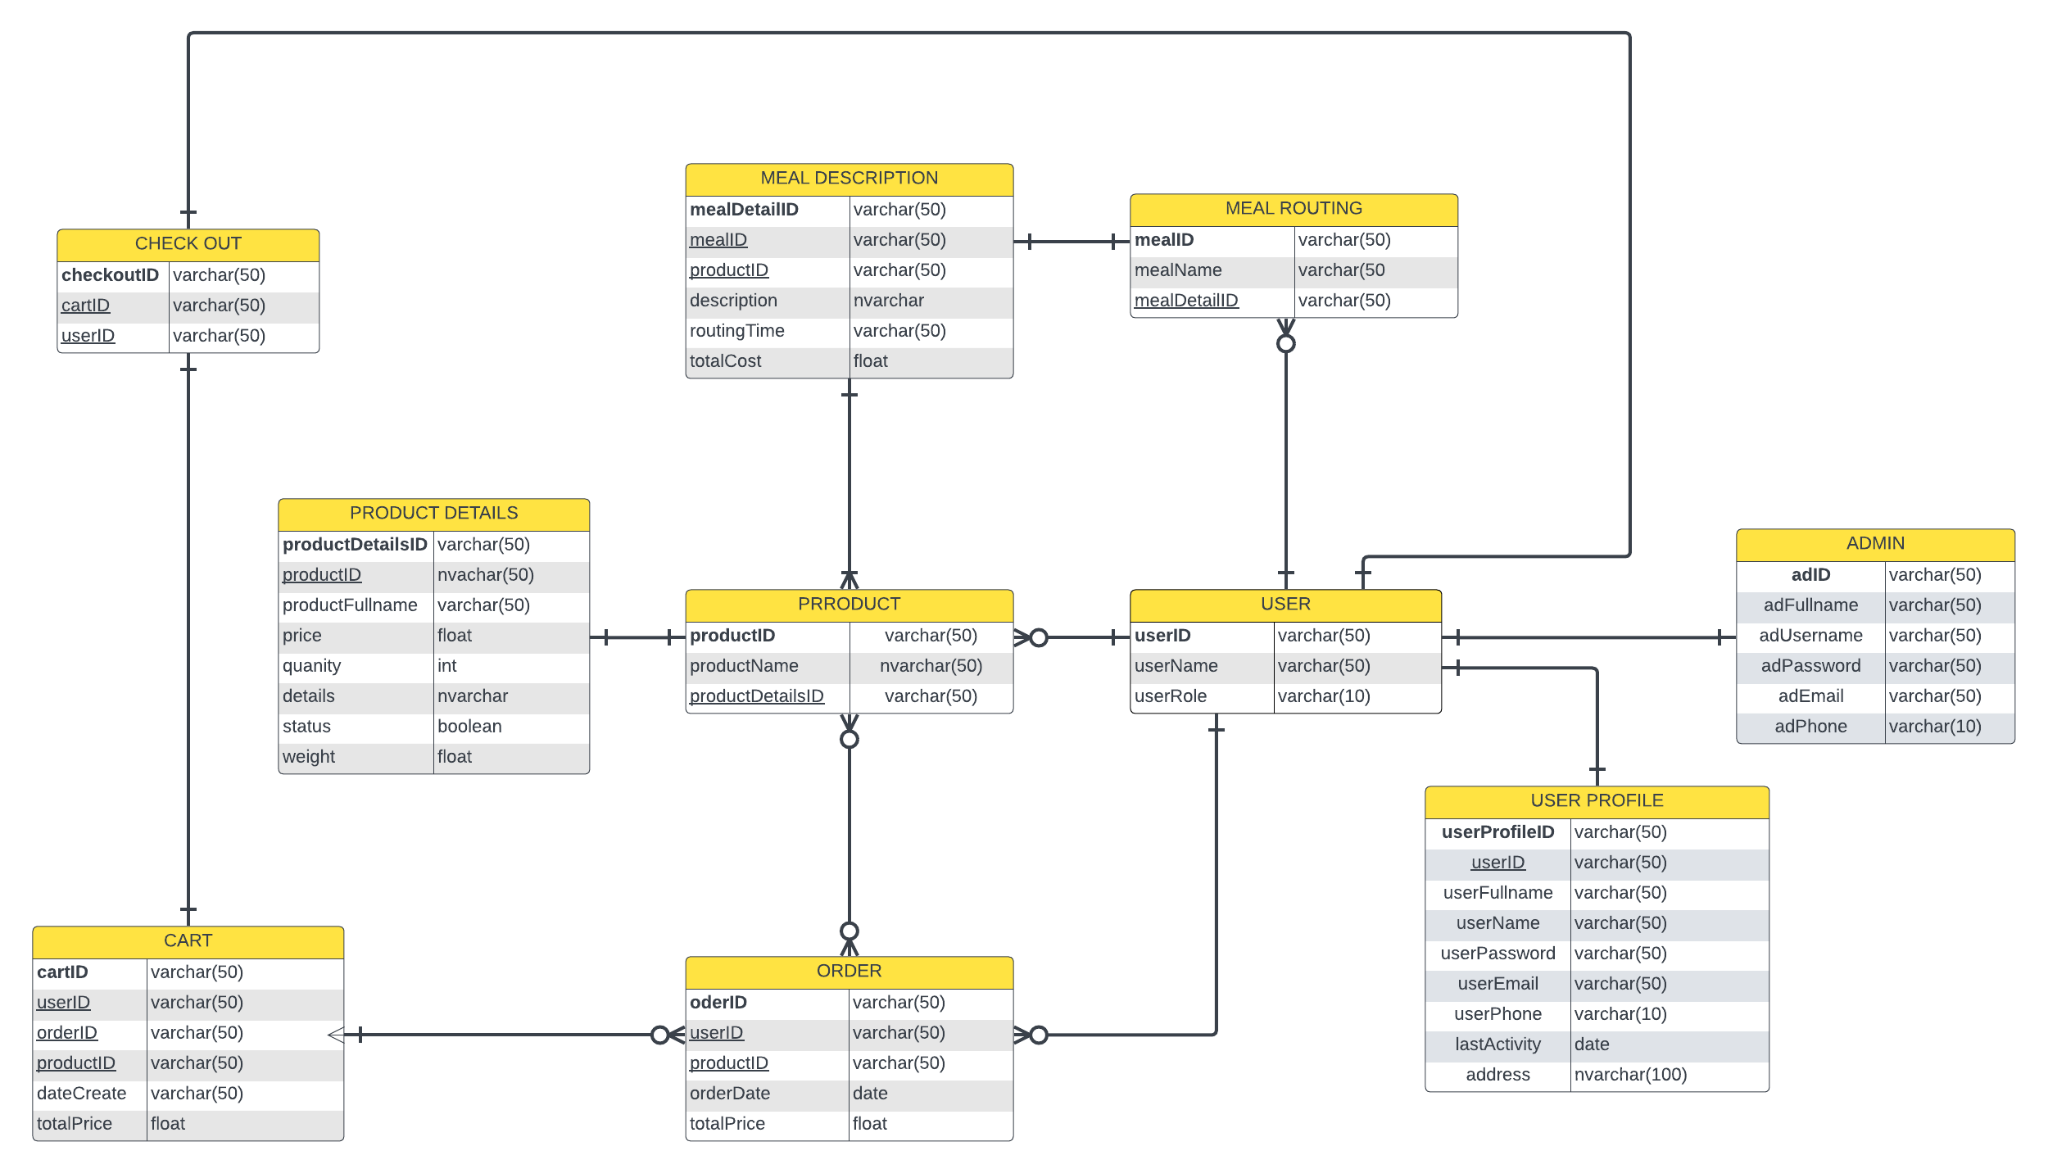 MEAL DESCRIPTION
mealDetailID varchar(50)
mealID varchar(50)
productID varchar(50)
description nvarchar
routingTime varchar(50)
totalCost float
MEAL ROUTING
mealID varchar(50)
mealName varchar(50
mealDetailID varchar(50)
CHECK OUT
checkoutID varchar(50)
cartID varchar(50)
userID varchar(50)
PRODUCT DETAILS
productDetailsID varchar(50)
productID nvachar(50)
productFullname varchar(50)
price float
quanity int
details nvarchar
status boolean
weight float
PRRODUCT
productID varchar(50)
productName nvarchar(50)
productDetailsID varchar(50)
USER
userID varchar(50)
userName varchar(50)
userRole varchar(10)
ADMIN
adID varchar(50)
adFullname varchar(50)
adUsername varchar(50)
adPassword varchar(50)
adEmail varchar(50)
adPhone varchar(10)
USER PROFILE
userProfileID varchar(50)
userID varchar(50)
userFullname varchar(50)
userName varchar(50)
userPassword varchar(50)
userEmail varchar(50)
userPhone varchar(10)
lastActivity date
address nvarchar(100)
CART
cartID varchar(50)
userID varchar(50)
orderID varchar(50)
productID varchar(50)
dateCreate varchar(50)
totalPrice float
ORDER
oderID varchar(50)
userID varchar(50)
productID varchar(50)
orderDate date
totalPrice float